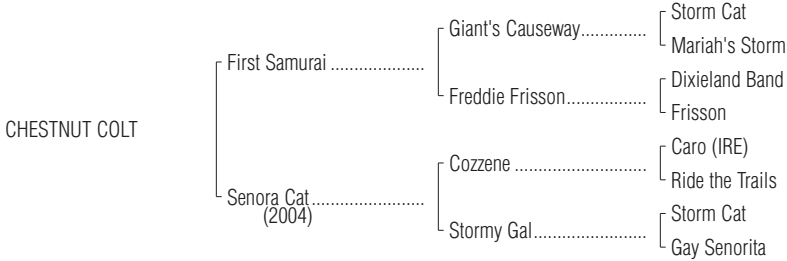 Storm Cat
Giant's Causeway..............
Mariah's Storm
First Samurai ....................
Dixieland Band
Freddie Frisson.................
Frisson
CHESTNUT COLT
Caro (IRE)
Cozzene ............................
Ride the Trails
Senora Cat........................
(2004)
Storm Cat
Stormy Gal........................
Gay Senorita